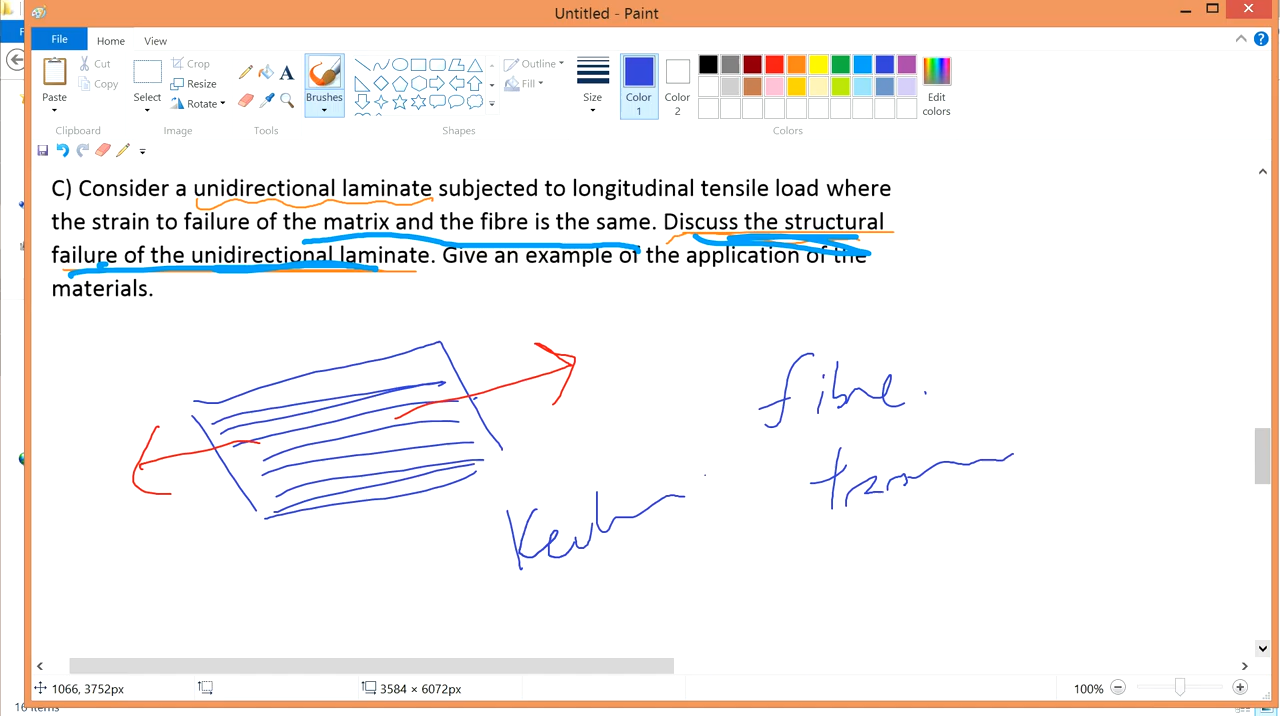 Untitled - Paint
File
Home
View
Paste
Cut
Copy
Clipboard
Select
Crop
Resize
Rotate
Image
Tools
Brushes
Shapes
Outline
Fill
Size
Color 1
Color 2
Edit colors
Colors
C) Consider a unidirectional laminate subjected to longitudinal tensile load where
the strain to failure of the matrix and the fibre is the same. Discuss the structural
failure of the unidirectional laminate. Give an example of the application of the
materials.
fibre.
1066, 3752px
3584 × 6072px
100%
16 items